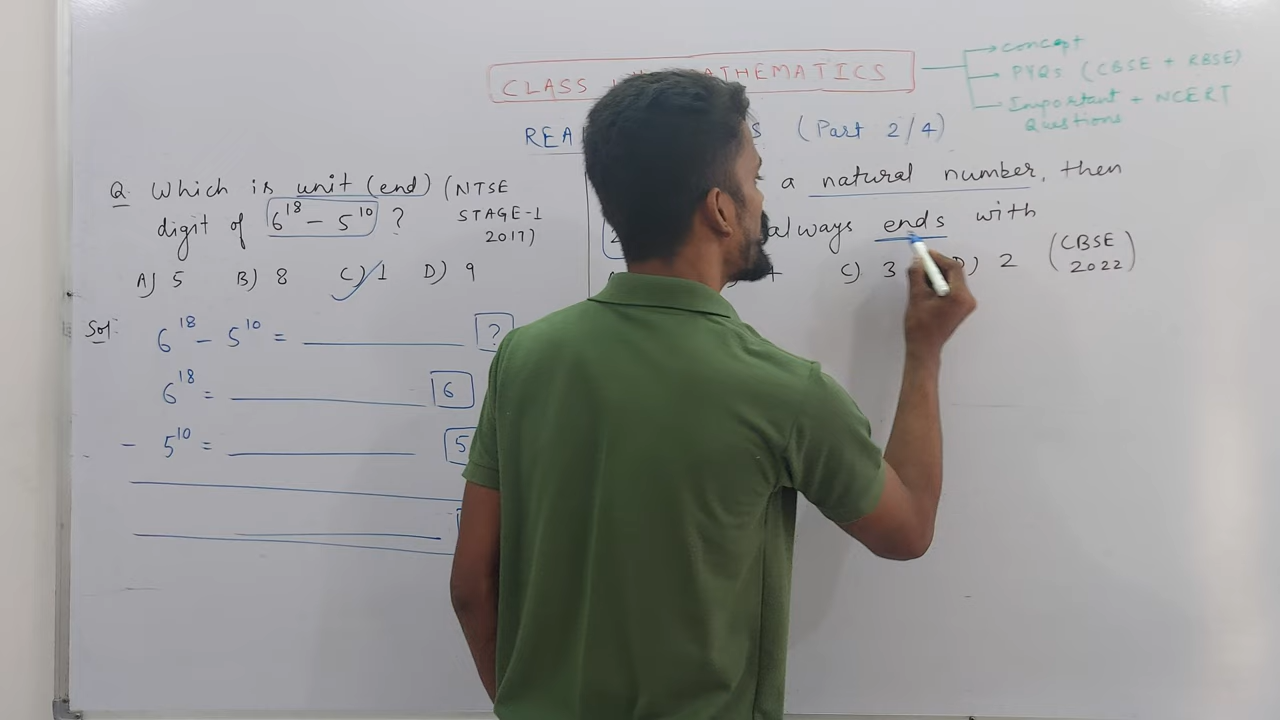 CLASS MATHEMATICS
concept
PYQs (CBSE + RBSE)
Important + NCERT
Questions
REA S (Part 2/4)
Q. Which is unit (end) (NTSE
STAGE-1
2017)
digit of 6^18 - 5^10 ?
A) 5 B) 8 C) 1 D) 9
Sol:
6^18 - 5^10 = ?
6^18 = 6
- 5^10 = 5
a natural number, then
always ends with
C) 3 D) 2 (CBSE
2022)